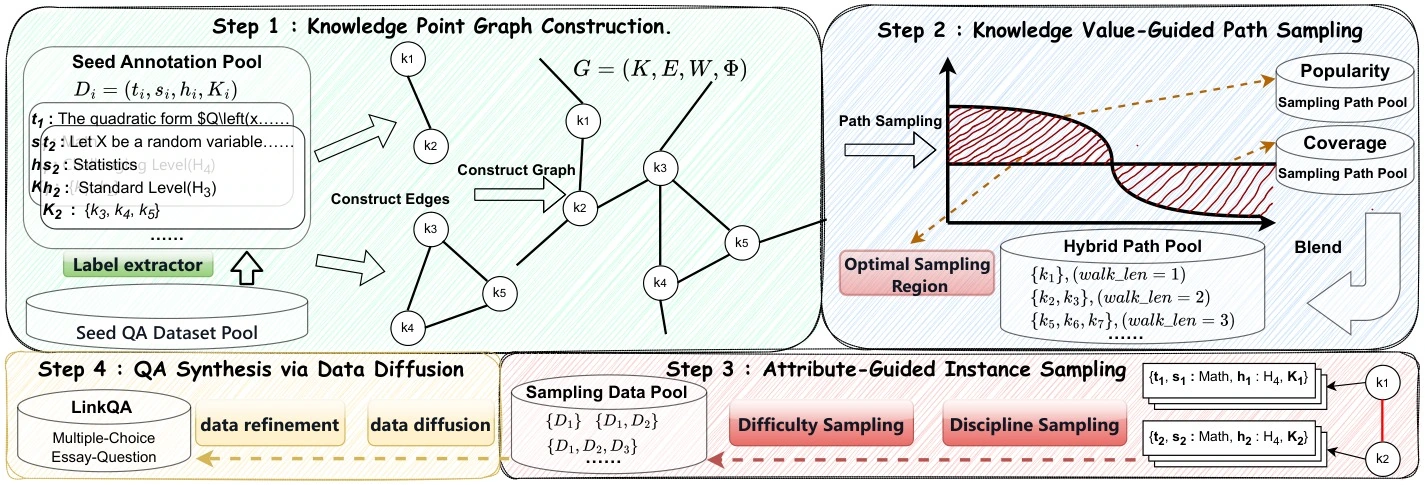 Step 1 : Knowledge Point Graph Construction.
Seed Annotation Pool
D_i = (t_i, s_i, h_i, K_i)
t_1 : The quadratic form $Q\left(x......
t_2 : Let X be a random variable......
s_2 : Statistics
h_2 : Standard Level(H_3)
K_2 : {k_3, k_4, k_5}
......
Label extractor
Seed QA Dataset Pool
k1
k2
Construct Edges
k3
k5
k4
Construct Graph
G = (K, E, W, Φ)
k1
k2
k3
k5
k4
Step 2 : Knowledge Value-Guided Path Sampling
Path Sampling
Popularity
Sampling Path Pool
Coverage
Sampling Path Pool
Optimal Sampling
Region
Hybrid Path Pool
{k_1}, (walk_len = 1)
{k_2, k_3}, (walk_len = 2)
{k_5, k_6, k_7}, (walk_len = 3)
......
Blend
Step 4 : QA Synthesis via Data Diffusion
LinkQA
Multiple-Choice
Essay-Question
data refinement
data diffusion
Step 3 : Attribute-Guided Instance Sampling
Sampling Data Pool
{D_1} {D_1, D_2}
{D_1, D_2, D_3}
......
Difficulty Sampling
Discipline Sampling
{t_1, s_1 : Math, h_1 : H_4, K_1}
{t_2, s_2 : Math, h_2 : H_4, K_2}
k1
k2